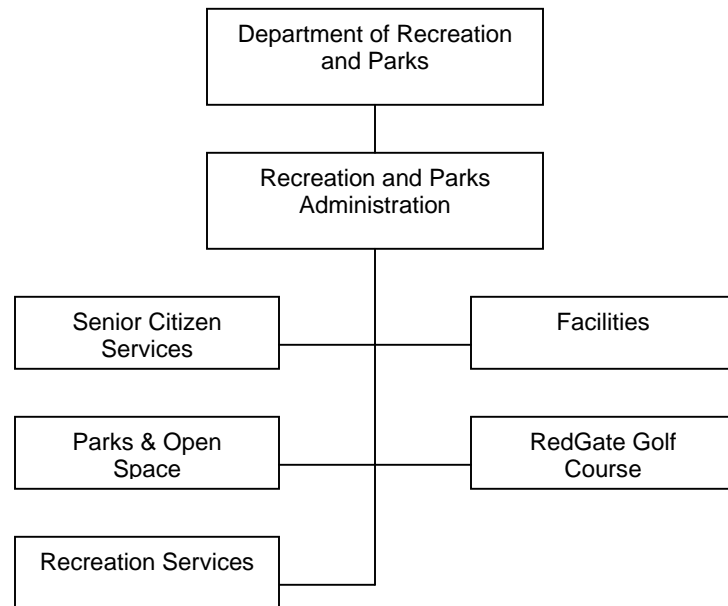 Department of Recreation
and Parks
Recreation and Parks
Administration
Senior Citizen
Services
Facilities
Parks & Open
Space
RedGate Golf
Course
Recreation Services